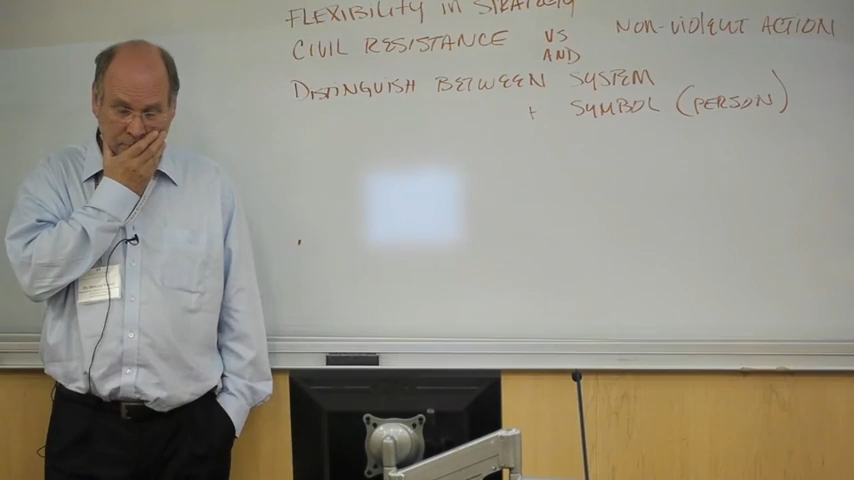 FLEXIBILITY IN STRATEGY
CIVIL RESISTANCE VS NON-VIOLENT ACTION
AND
DISTINGUISH BETWEEN SYSTEM
+ SYMBOL (PERSON)